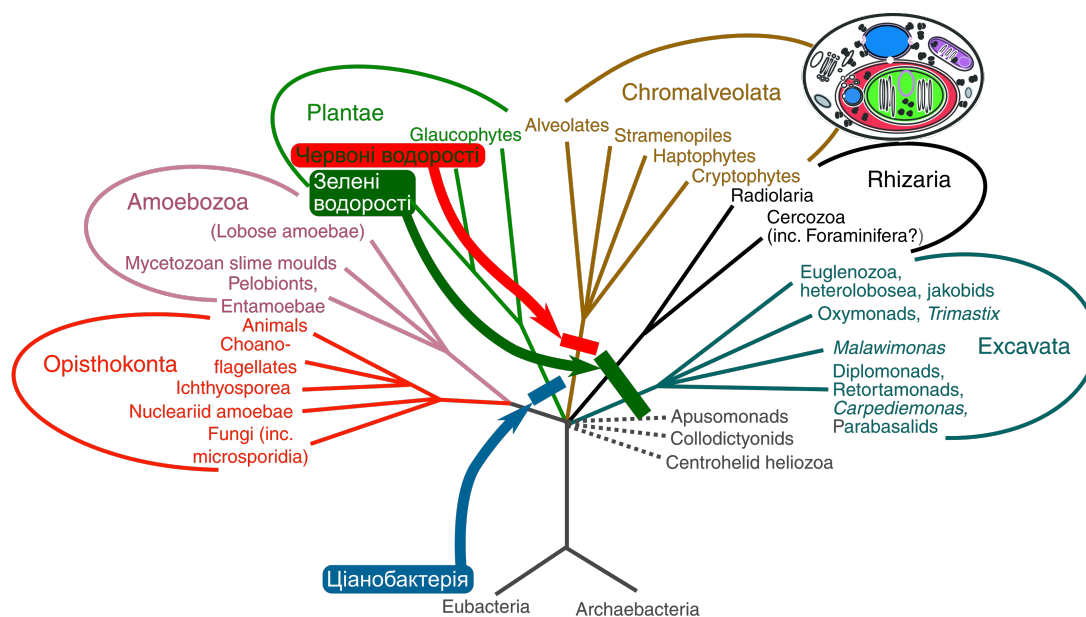 Plantae
Glaucophytes
Червоні водорості
Зелені
водорості
Chromalveolata
Alveolates
Stramenopiles
Haptophytes
Cryptophytes
Radiolaria
Rhizaria
Cercozoa
(inc. Foraminifera?)
Amoebozoa
(Lobose amoebae)
Mycetozoan slime moulds
Pelobionts,
Entamoebae
Euglenozoa,
heterolobosea, jakobids
Oxymonads, Trimastix
Malawimonas
Excavata
Diplomonads,
Retortamonads,
Carpediemonas,
Parabasalids
Opisthokonta
Animals
Choano-
flagellates
Ichthyosporea
Nucleariid amoebae
Fungi (inc.
microsporidia)
Apusomonads
Collodictyonids
Centrohelid heliozoa
Ціанобактерія
Eubacteria
Archaebacteria